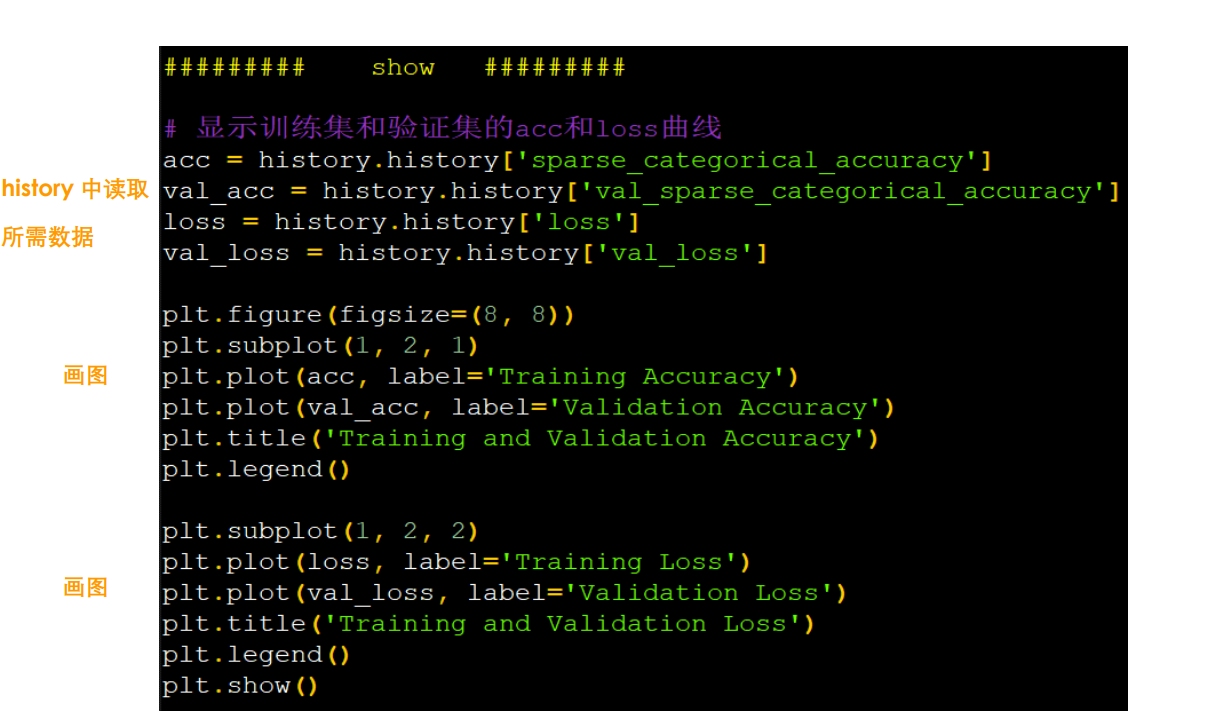 #########    show   #########
# 显示训练集和验证集的acc和loss曲线
acc = history.history['sparse_categorical_accuracy']
history 中读取
val_acc = history.history['val_sparse_categorical_accuracy']
loss = history.history['loss']
所需数据
val_loss = history.history['val_loss']
plt.figure(figsize=(8, 8))
plt.subplot(1, 2, 1)
画图
plt.plot(acc, label='Training Accuracy')
plt.plot(val_acc, label='Validation Accuracy')
plt.title('Training and Validation Accuracy')
plt.legend()
plt.subplot(1, 2, 2)
plt.plot(loss, label='Training Loss')
画图
plt.plot(val_loss, label='Validation Loss')
plt.title('Training and Validation Loss')
plt.legend()
plt.show()